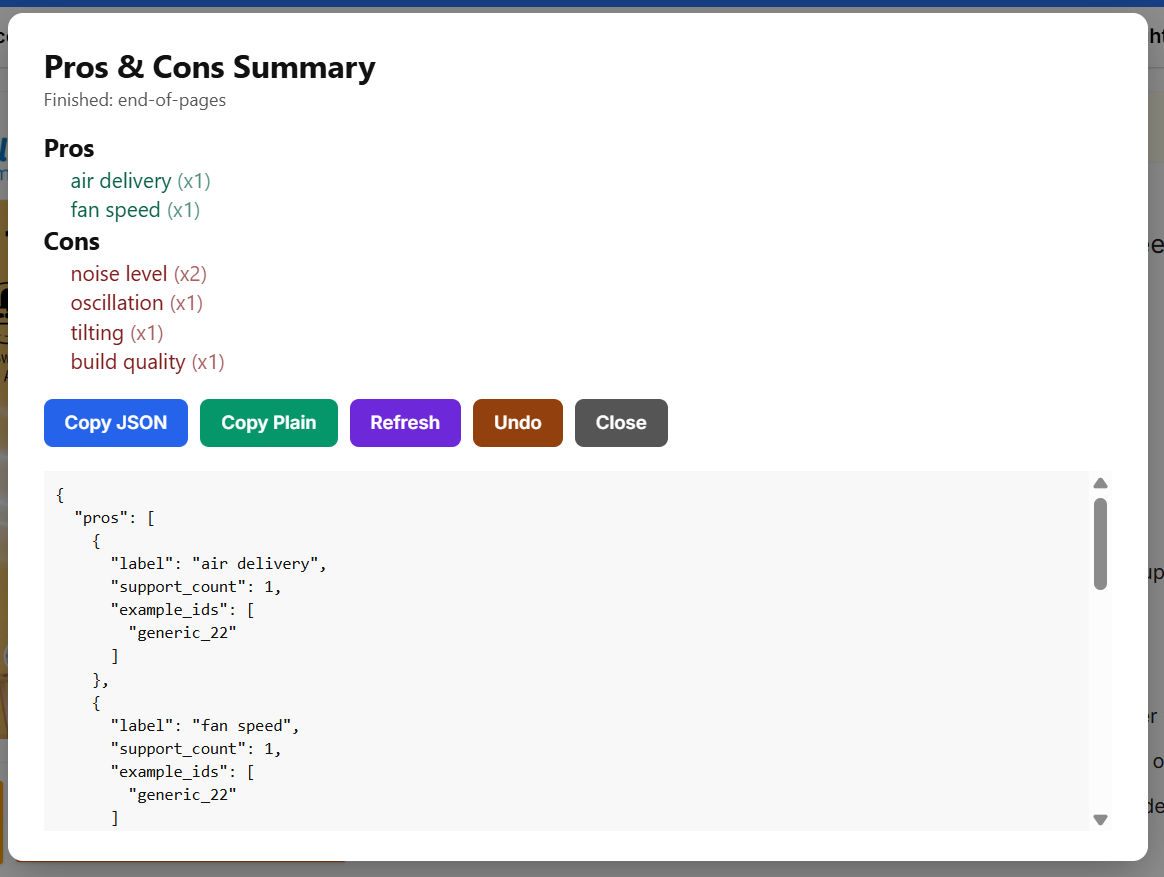 Pros & Cons Summary
Finished: end-of-pages
Pros
air delivery (x1)
fan speed (x1)
Cons
noise level (x2)
oscillation (x1)
tilting (x1)
build quality (x1)
Copy JSON Copy Plain Refresh Undo Close
{
  "pros": [
    {
      "label": "air delivery",
      "support_count": 1,
      "example_ids": [
        "generic_22"
      ]
    },
    {
      "label": "fan speed",
      "support_count": 1,
      "example_ids": [
        "generic_22"
      ]